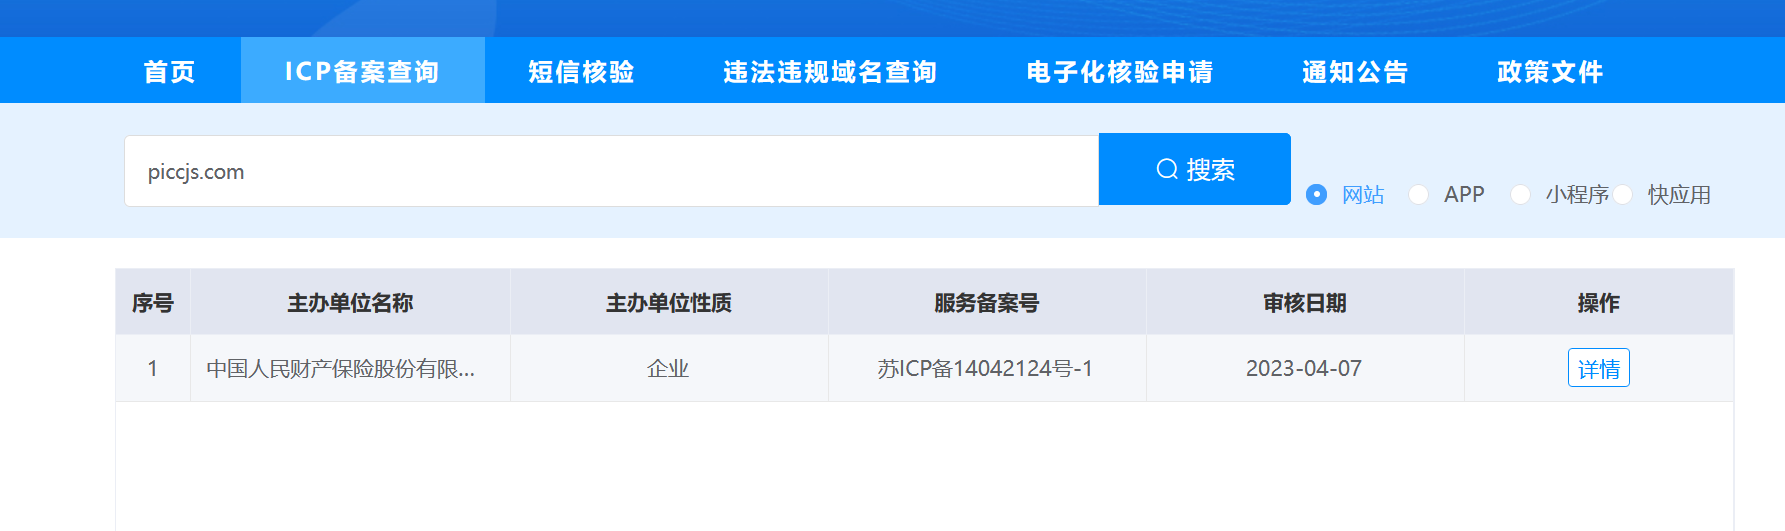 首页 ICP备案查询 短信核验 违法违规域名查询 电子化核验申请 通知公告 政策文件
piccjs.com 搜索 网站 APP 小程序 快应用
序号 主办单位名称 主办单位性质 服务备案号 审核日期 操作
1 中国人民财产保险股份有限... 企业 苏ICP备14042124号-1 2023-04-07 详情